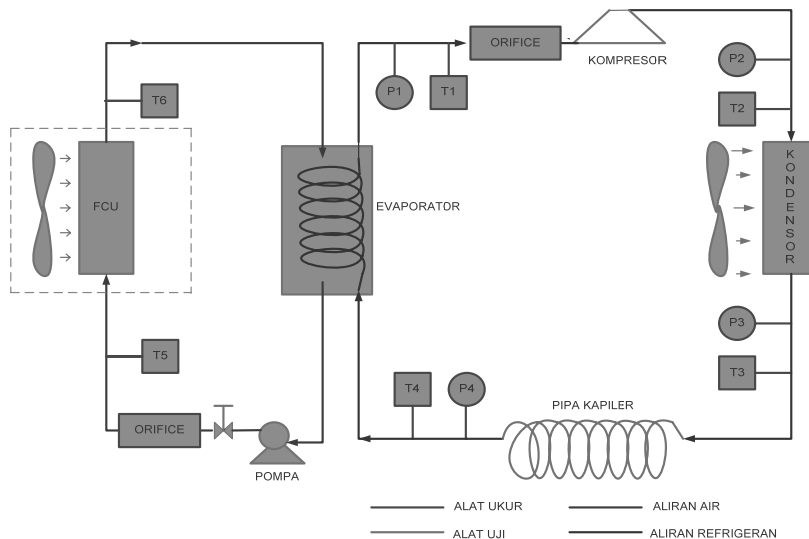 ORIFICE
KOMPRESOR
P1
T1
P2
T2
T6
FCU
EVAPORATOR
KONDENSOR
P3
T3
T5
T4
P4
PIPA KAPILER
ORIFICE
POMPA
ALAT UKUR
ALIRAN AIR
ALAT UJI
ALIRAN REFRIGERAN